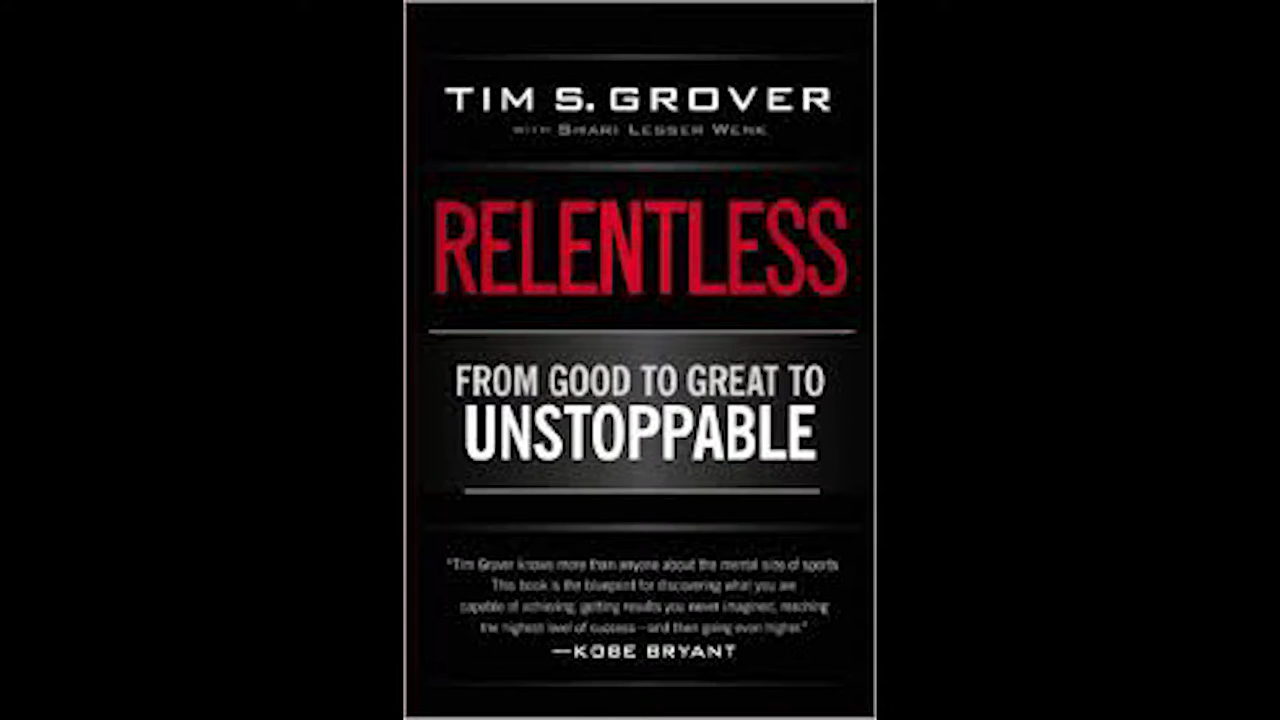 TIM S. GROVER
WITH SHARI LESSER WENK
RELENTLESS
FROM GOOD TO GREAT TO
UNSTOPPABLE
"Tim Grover knows more than anyone about the mental side of sports.
This book is the blueprint for discovering what you are
capable of achieving, getting results you never imagined, reaching
the highest level of success—and then going even higher."
—KOBE BRYANT